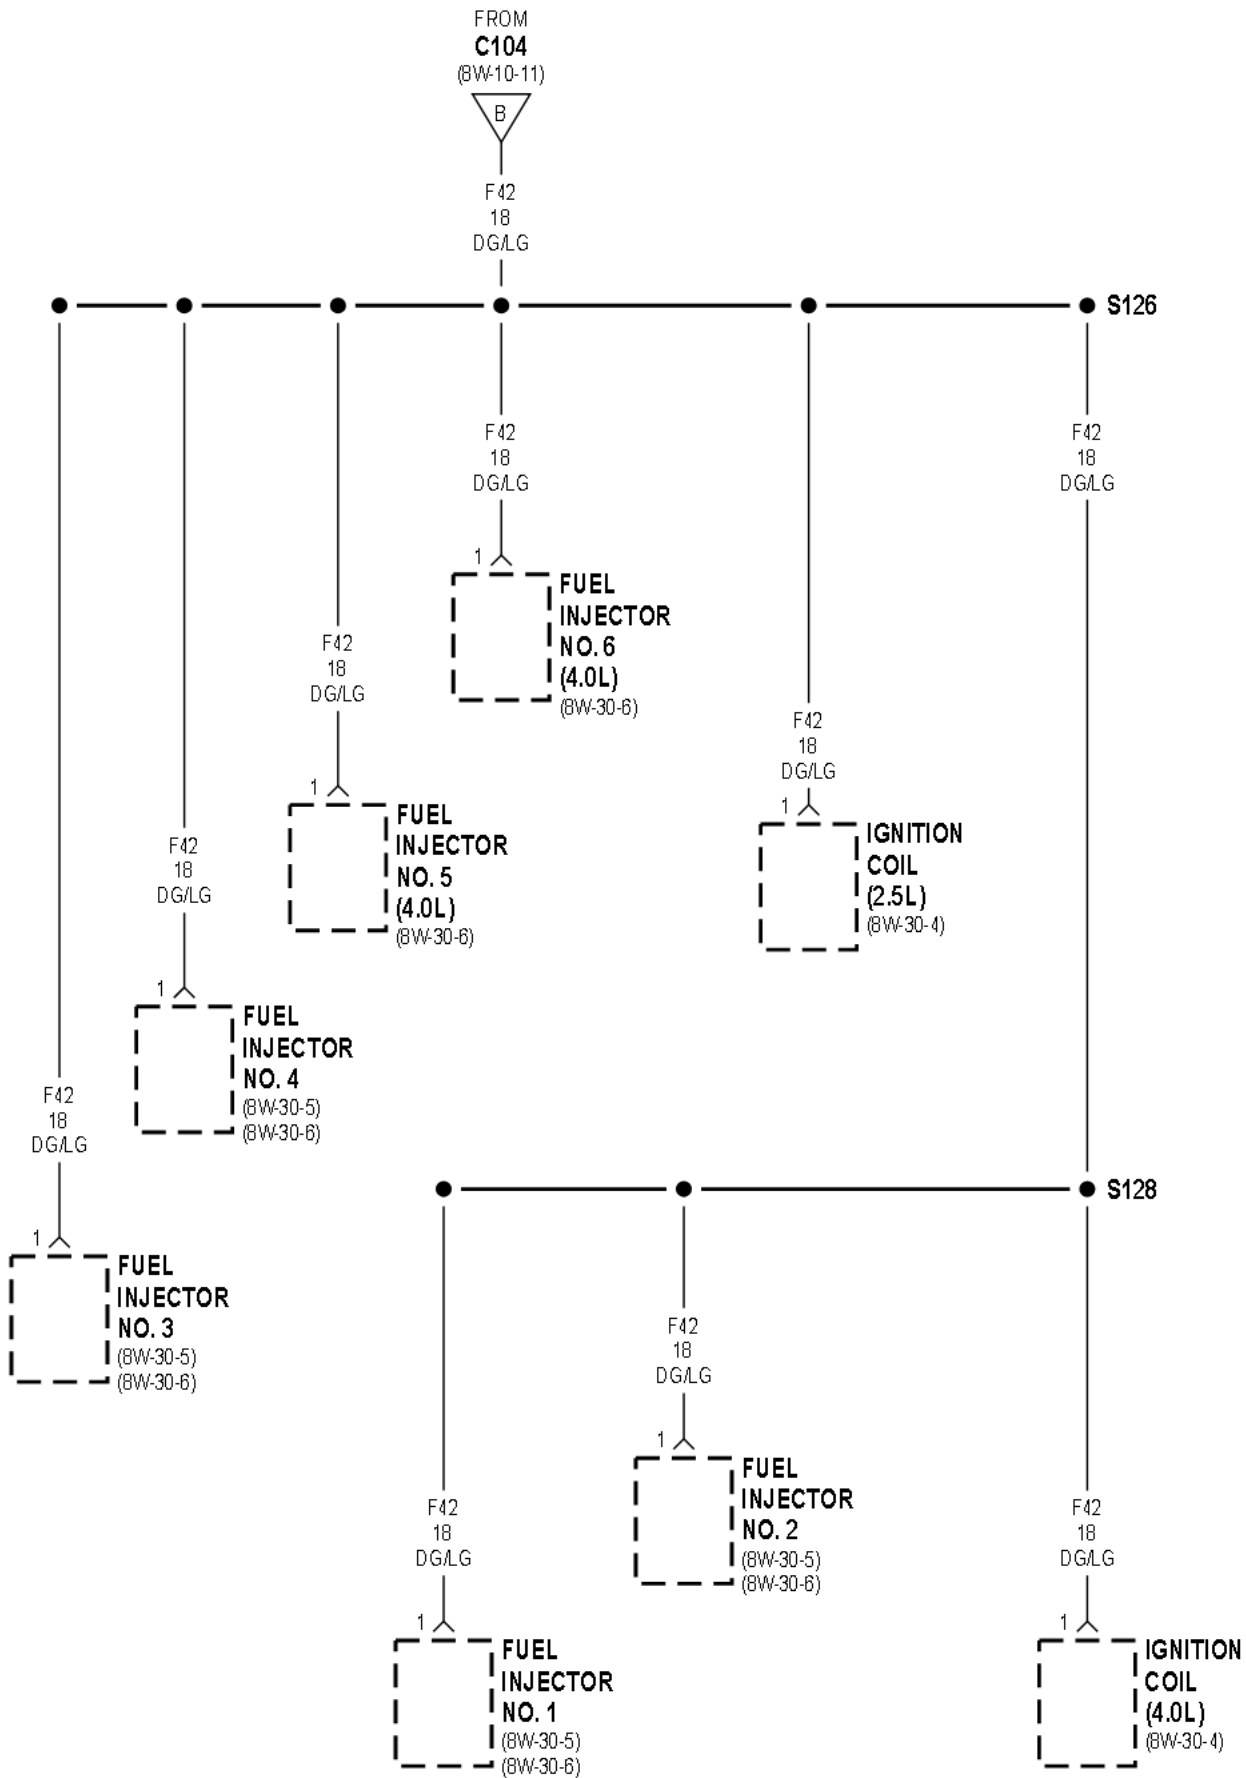 FROM
C104
(8W-10-11)
B
F42
18
DG/LG
S126
F42
18
DG/LG
F42
18
DG/LG
1
FUEL
INJECTOR
NO. 6
(4.0L)
(8W-30-6)
F42
18
DG/LG
1
FUEL
INJECTOR
NO. 5
(4.0L)
(8W-30-6)
F42
18
DG/LG
1
IGNITION
COIL
(2.5L)
(8W-30-4)
F42
18
DG/LG
1
FUEL
INJECTOR
NO. 4
(8W-30-5)
(8W-30-6)
F42
18
DG/LG
1
FUEL
INJECTOR
NO. 3
(8W-30-5)
(8W-30-6)
S128
F42
18
DG/LG
1
FUEL
INJECTOR
NO. 2
(8W-30-5)
(8W-30-6)
F42
18
DG/LG
1
FUEL
INJECTOR
NO. 1
(8W-30-5)
(8W-30-6)
F42
18
DG/LG
1
IGNITION
COIL
(4.0L)
(8W-30-4)